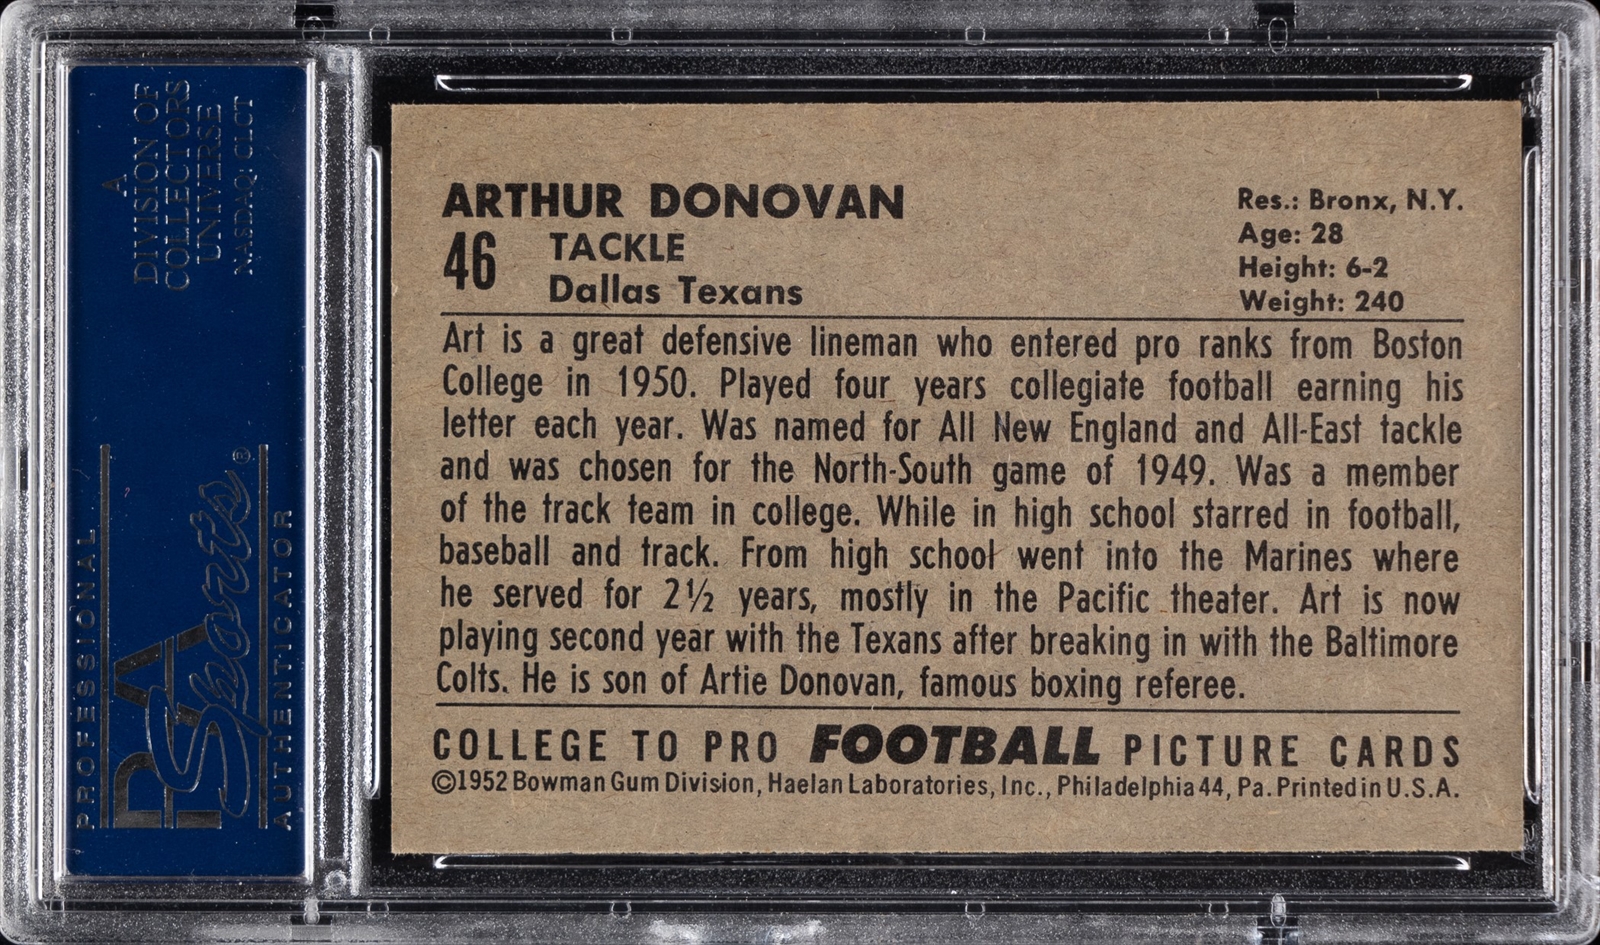 A
DIVISION OF
COLLECTORS
UNIVERSE
NASDAQ: CLCT
PROFESSIONAL
PSA
Sports®
AUTHENTICATOR
ARTHUR DONOVAN
46
TACKLE
Dallas Texans
Res.: Bronx, N.Y.
Age: 28
Height: 6-2
Weight: 240
Art is a great defensive lineman who entered pro ranks from Boston
College in 1950. Played four years collegiate football earning his
letter each year. Was named for All New England and All-East tackle
and was chosen for the North-South game of 1949. Was a member
of the track team in college. While in high school starred in football,
baseball and track. From high school went into the Marines where
he served for 2½ years, mostly in the Pacific theater. Art is now
playing second year with the Texans after breaking in with the Baltimore
Colts. He is son of Artie Donovan, famous boxing referee.
COLLEGE TO PRO FOOTBALL PICTURE CARDS
©1952 Bowman Gum Division, Haelan Laboratories, Inc., Philadelphia 44, Pa. Printed in U.S.A.